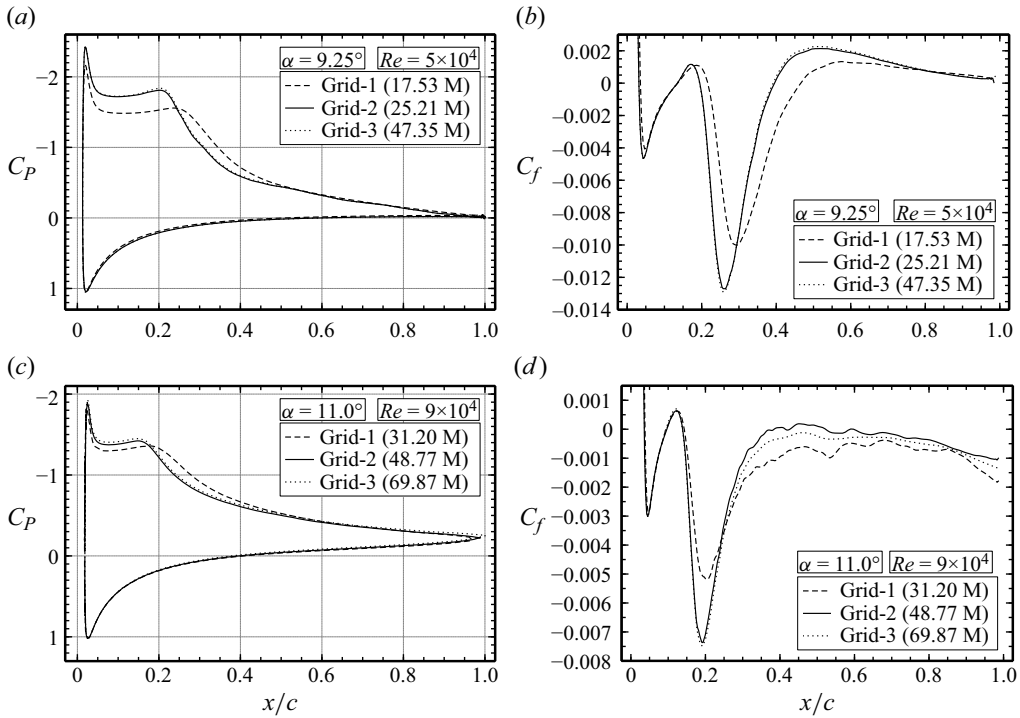 (a)
α = 9.25° Re = 5×10⁴
Grid-1 (17.53 M)
Grid-2 (25.21 M)
Grid-3 (47.35 M)
−2
−1
0
1
C_P
0 0.2 0.4 0.6 0.8 1.0
(b)
0.002
0
−0.002
−0.004
−0.006
−0.008
−0.010
−0.012
−0.014
C_f
α = 9.25° Re = 5×10⁴
Grid-1 (17.53 M)
Grid-2 (25.21 M)
Grid-3 (47.35 M)
0 0.2 0.4 0.6 0.8 1.0
(c)
α = 11.0° Re = 9×10⁴
Grid-1 (31.20 M)
Grid-2 (48.77 M)
Grid-3 (69.87 M)
−2
−1
0
1
C_P
0 0.2 0.4 0.6 0.8 1.0
x/c
(d)
0.001
0
−0.001
−0.002
−0.003
−0.004
−0.005
−0.006
−0.007
−0.008
C_f
α = 11.0° Re = 9×10⁴
Grid-1 (31.20 M)
Grid-2 (48.77 M)
Grid-3 (69.87 M)
0 0.2 0.4 0.6 0.8 1.0
x/c